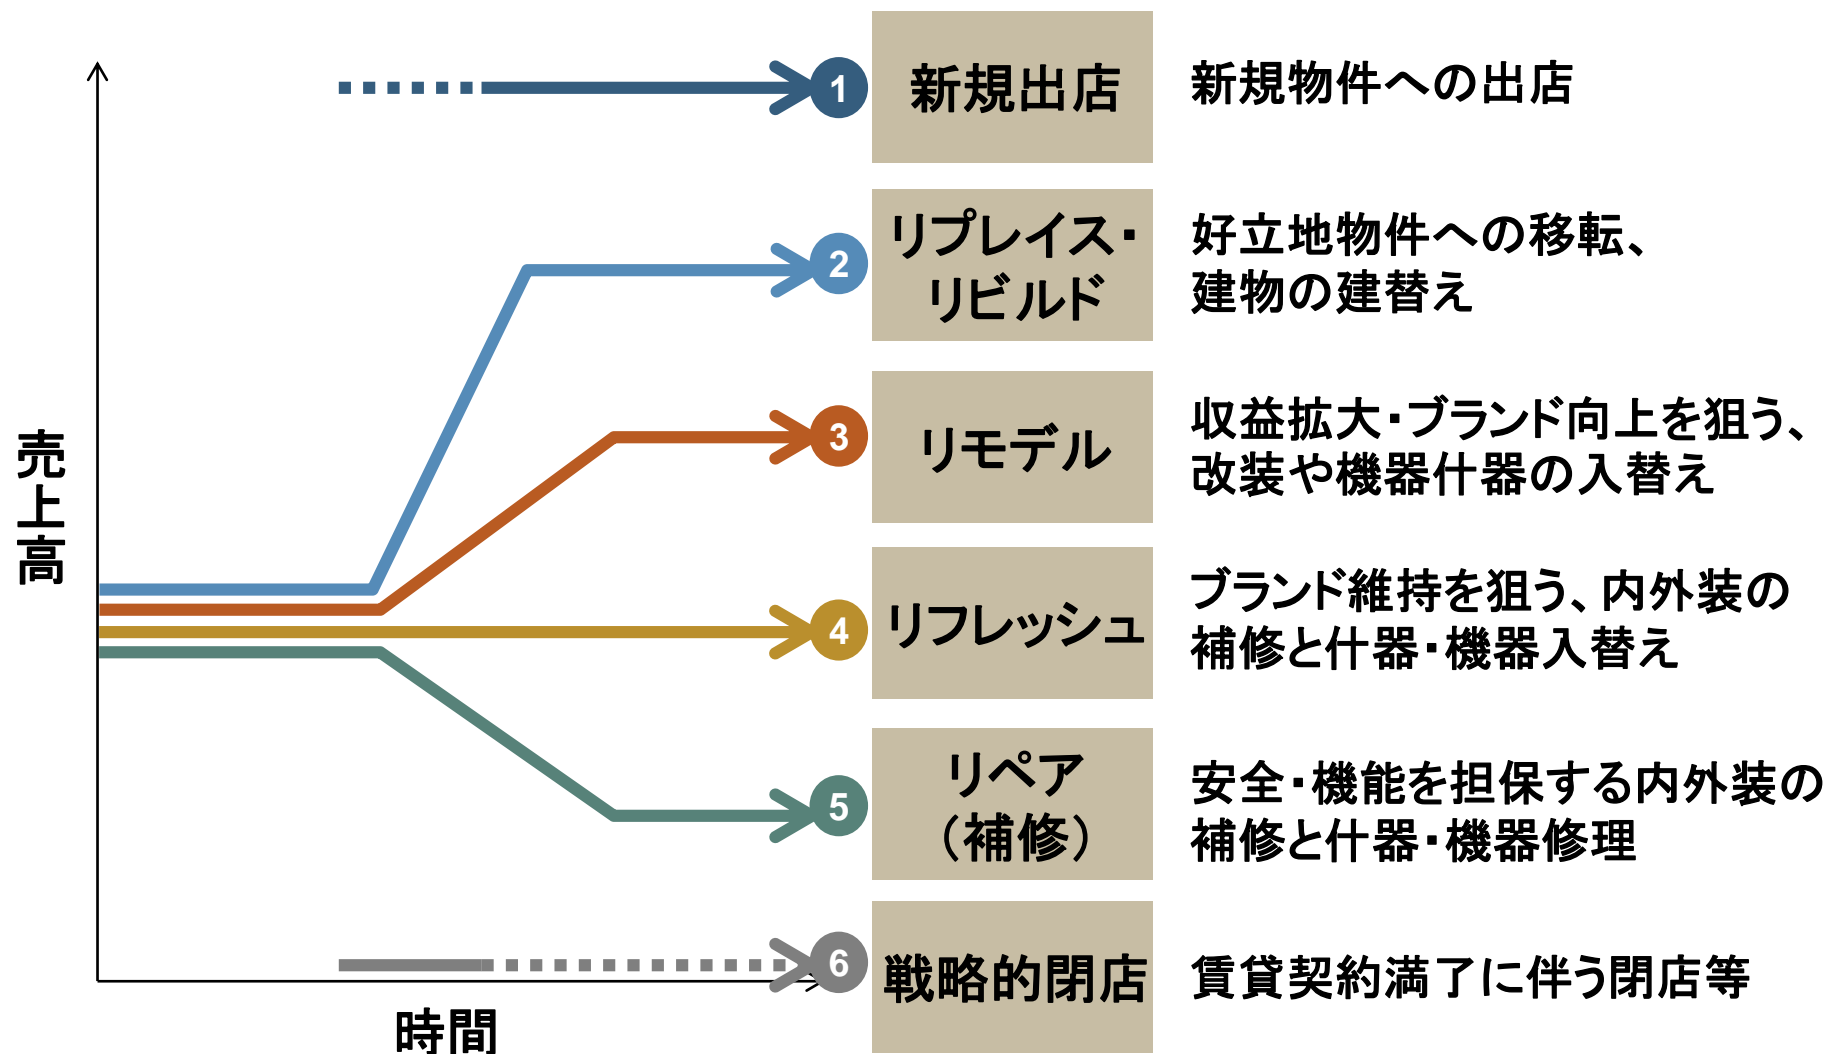 売上高
時間
1
新規出店
新規物件への出店
2
リプレイス・
リビルド
好立地物件への移転、
建物の建替え
3
リモデル
収益拡大・ブランド向上を狙う、
改装や機器什器の入替え
4
リフレッシュ
ブランド維持を狙う、内外装の
補修と什器・機器入替え
5
リペア
（補修）
安全・機能を担保する内外装の
補修と什器・機器修理
6
戦略的閉店
賃貸契約満了に伴う閉店等